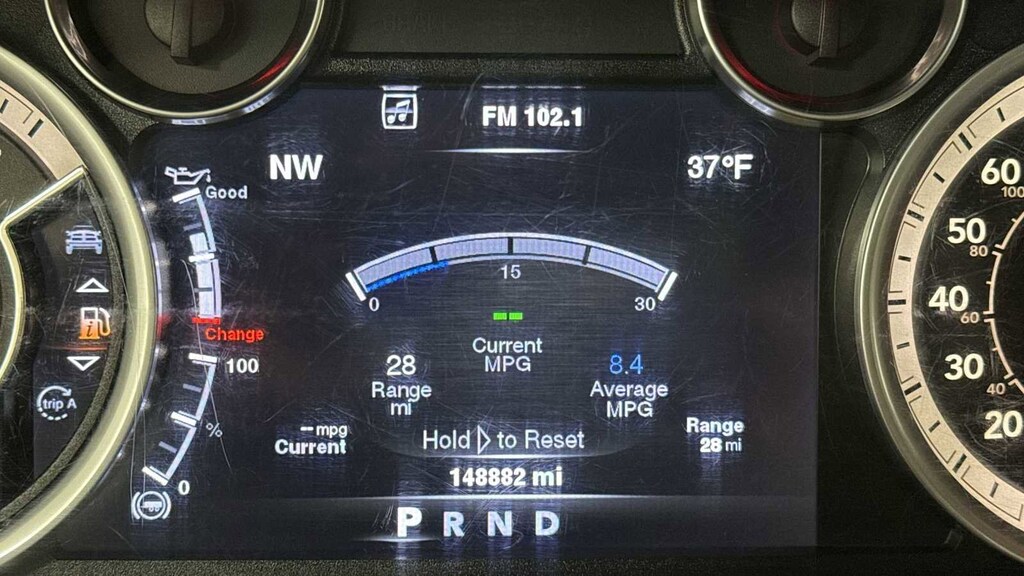 FM 102.1
NW
37°F
Good
Change
100
%
0
trip A
0
15
30
Current
MPG
28
Range
mi
8.4
Average
MPG
--mpg
Current
Hold ▷ to Reset
Range
28 mi
148882 mi
P R N D
60
100
50
80
40
60
30
40
20